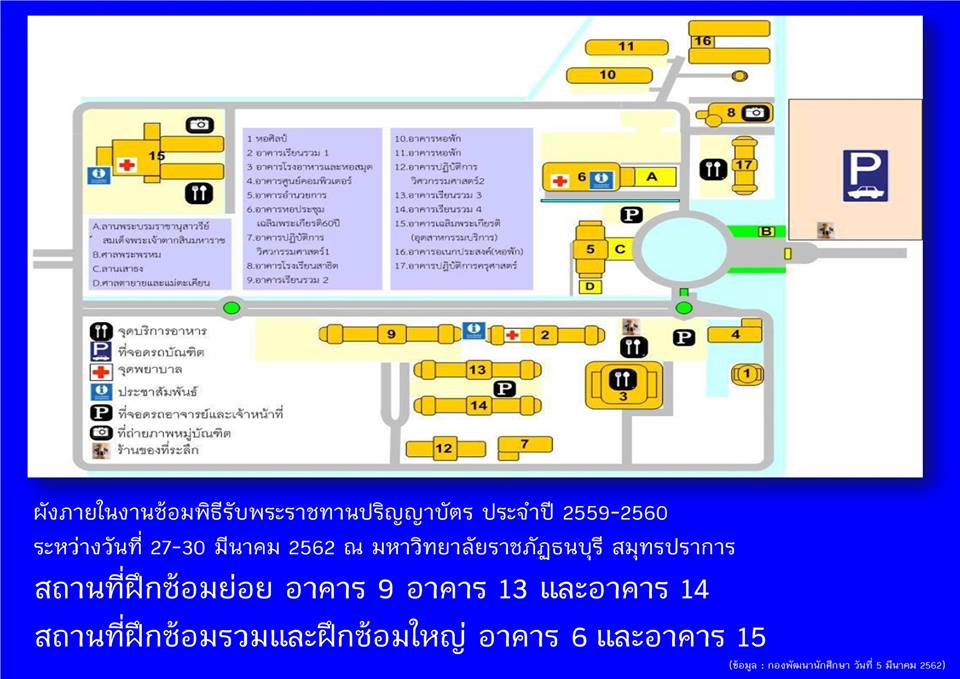 11
16
10
8
15
17
6
A
1 หอศิลป์
2 อาคารเรียนรวม 1
3 อาคารโรงอาหารและหอสมุด
4.อาคารศูนย์คอมพิวเตอร์
5.อาคารอำนวยการ
6.อาคารหอประชุม
เฉลิมพระเกียรติ60ปี
7.อาคารปฏิบัติการ
วิศวกรรมศาสตร์1
8.อาคารโรงเรียนสาธิต
9.อาคารเรียนรวม 2
10.อาคารหอพัก
11.อาคารหอพัก
12.อาคารปฏิบัติการ
วิศวกรรมศาสตร์2
13.อาคารเรียนรวม 3
14.อาคารเรียนรวม 4
15.อาคารเฉลิมพระเกียรติ
(อุตสาหกรรมบริการ)
16.อาคารอเนกประสงค์(หอพัก)
17.อาคารปฏิบัติการครุศาสตร์
A.ลานพระบรมราชานุสาวรีย์
สมเด็จพระเจ้าตากสินมหาราช
B.ศาลพระพรหม
C.ลานเสาธง
D.ศาลตายายและแม่ตะเคียน
P
P
5
C
B
D
จุดบริการอาหาร
P ที่จอดรถบัณฑิต
จุดพยาบาล
ประชาสัมพันธ์
P ที่จอดรถอาจารย์และเจ้าหน้าที่
ที่ถ่ายภาพหมู่บัณฑิต
ร้านของที่ระลึก
9
2
P
4
13
P
3
1
14
12
7
ผังภายในงานซ้อมพิธีรับพระราชทานปริญญาบัตร ประจำปี 2559-2560
ระหว่างวันที่ 27-30 มีนาคม 2562 ณ มหาวิทยาลัยราชภัฏธนบุรี สมุทรปราการ
สถานที่ฝึกซ้อมย่อย อาคาร 9 อาคาร 13 และอาคาร 14
สถานที่ฝึกซ้อมรวมและฝึกซ้อมใหญ่ อาคาร 6 และอาคาร 15
(ข้อมูล : กองพัฒนานักศึกษา วันที่ 5 มีนาคม 2562)